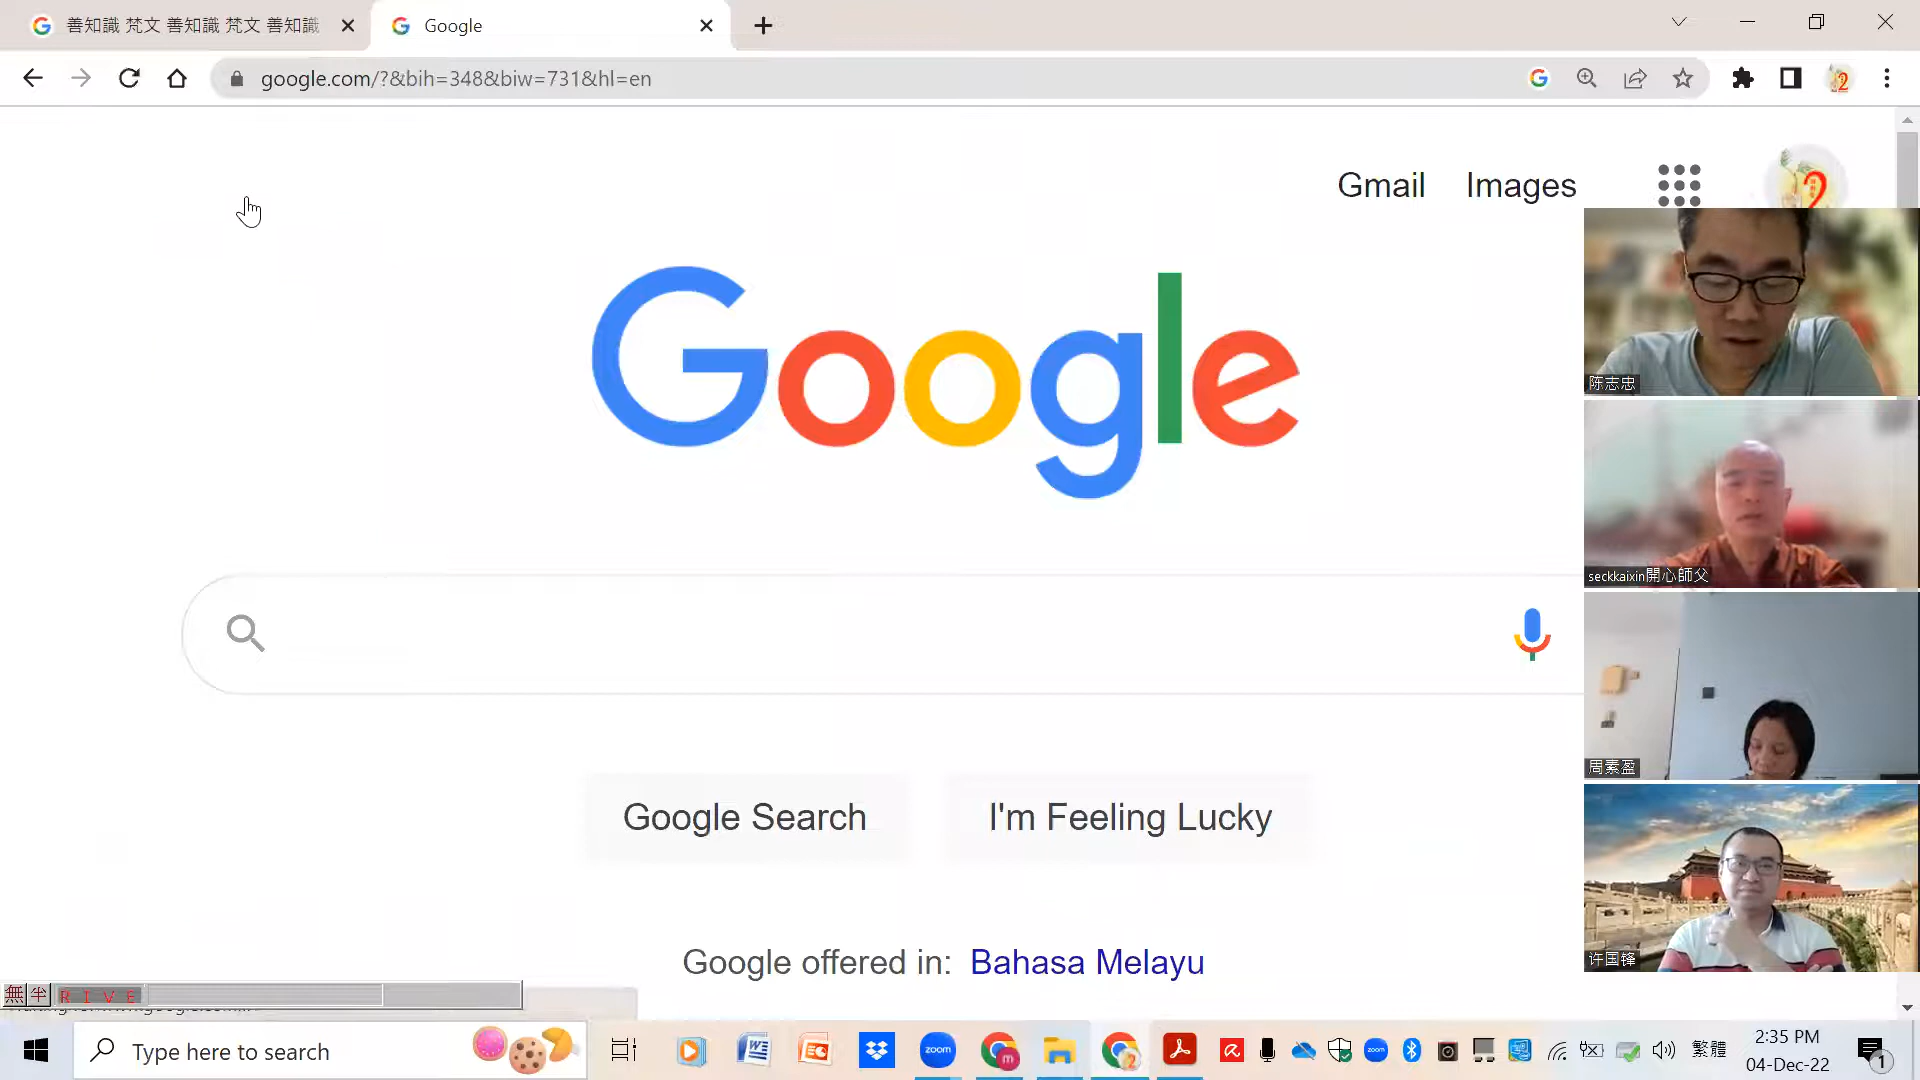 善知識 梵文 善知識 梵文 善知識
Google
google.com/?&bih=348&biw=731&hl=en
Gmail
Images
Google
陈志忠
seckkaixin開心師父
周素盈
许国锋
Google Search
I'm Feeling Lucky
Google offered in: Bahasa Melayu
無 半 R I V E
Type here to search
zoom
zoom
繁體
2:35 PM
04-Dec-22
1